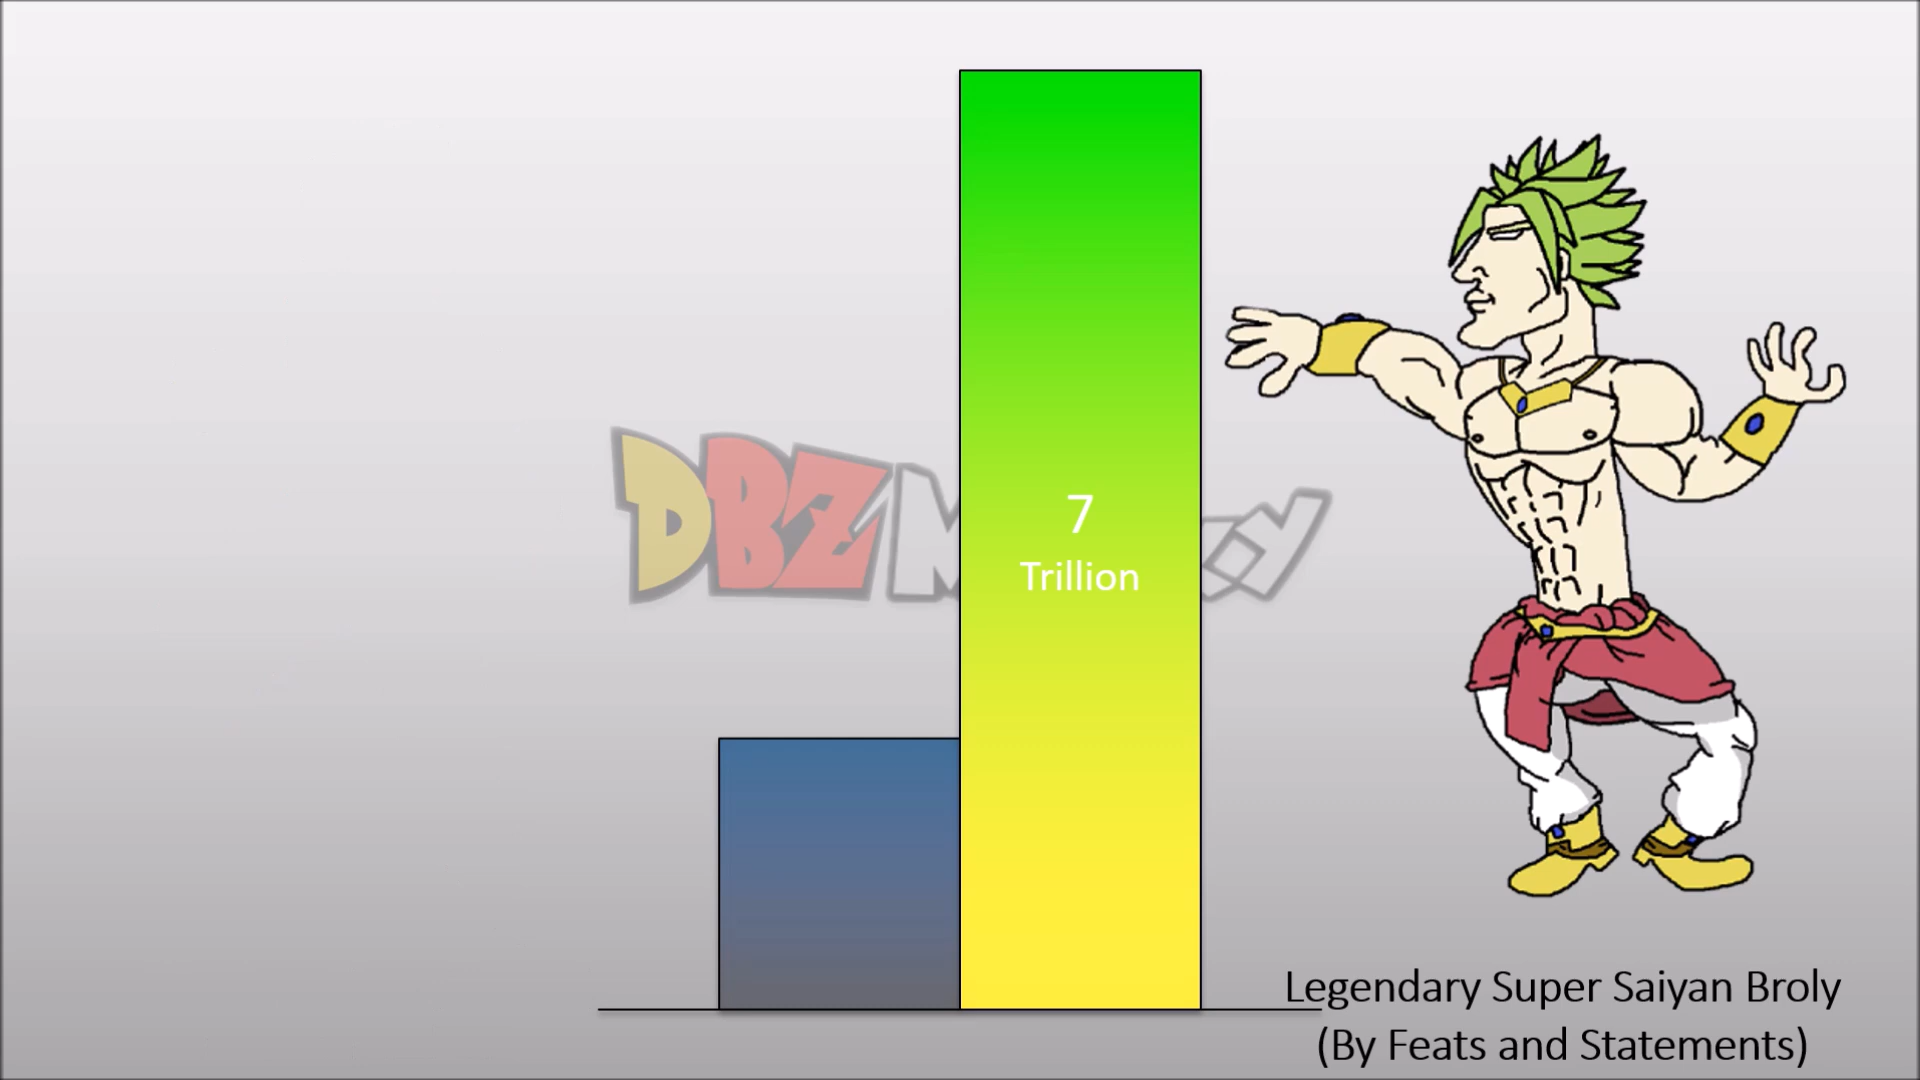 DBZ
7
Trillion
Legendary Super Saiyan Broly
(By Feats and Statements)